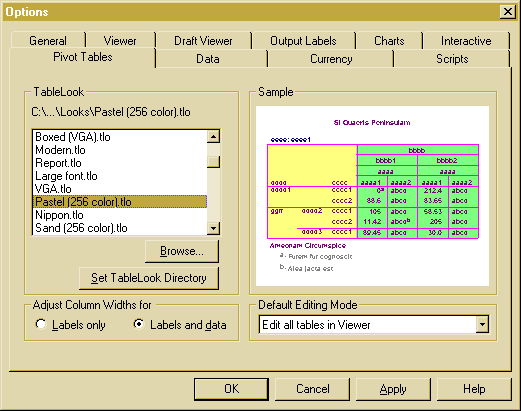 Options
General Viewer Draft Viewer Output Labels Charts Interactive
Pivot Tables Data Currency Scripts
TableLook
C:\...\Looks\Pastel (256 color).tlo
Boxed (VGA).tlo
Modern.tlo
Report.tlo
Large font.tlo
VGA.tlo
Pastel (256 color).tlo
Nippon.tlo
Sand (256 color).tlo
Browse...
Set TableLook Directory
Sample
Si Quaeris Peninsulam
eeee: eeee1
bbbb
bbbb1 bbbb2
aaaa aaaa
dddd cccc aaaa1 aaaa2 aaaa1 aaaa2
dddd1 cccc1 0a abcd 212.4 abcd
cccc2 88.6 abcd 83.65 abcd
ggff dddd2 cccc1 105 abcd 58.53 abcd
cccc2 11.42 abcdb 205 abcd
dddd3 cccc1 89.45 abcd 30.0 abcd
Ameonam Circumspice
a. Furem fur cognoscit
b. Alea jacta est
Adjust Column Widths for
Labels only Labels and data
Default Editing Mode
Edit all tables in Viewer
OK Cancel Apply Help